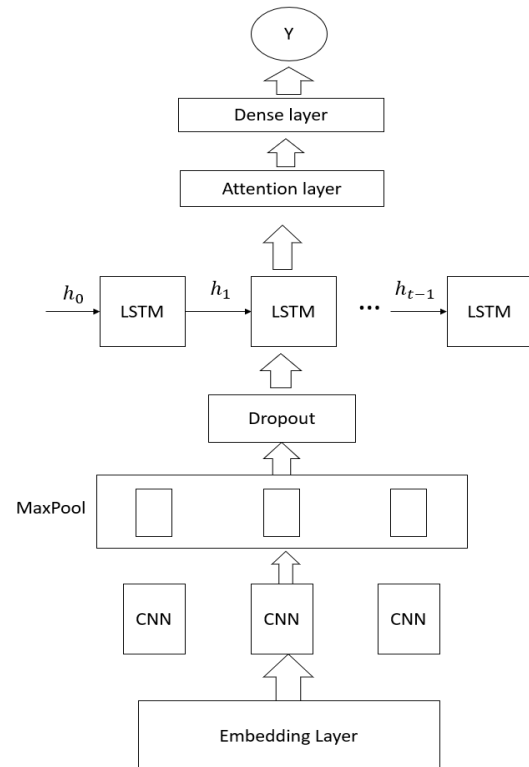 Y
Dense layer
Attention layer
h₀
h₁
... hₜ₋₁
LSTM
LSTM
LSTM
Dropout
MaxPool
CNN
CNN
CNN
Embedding Layer